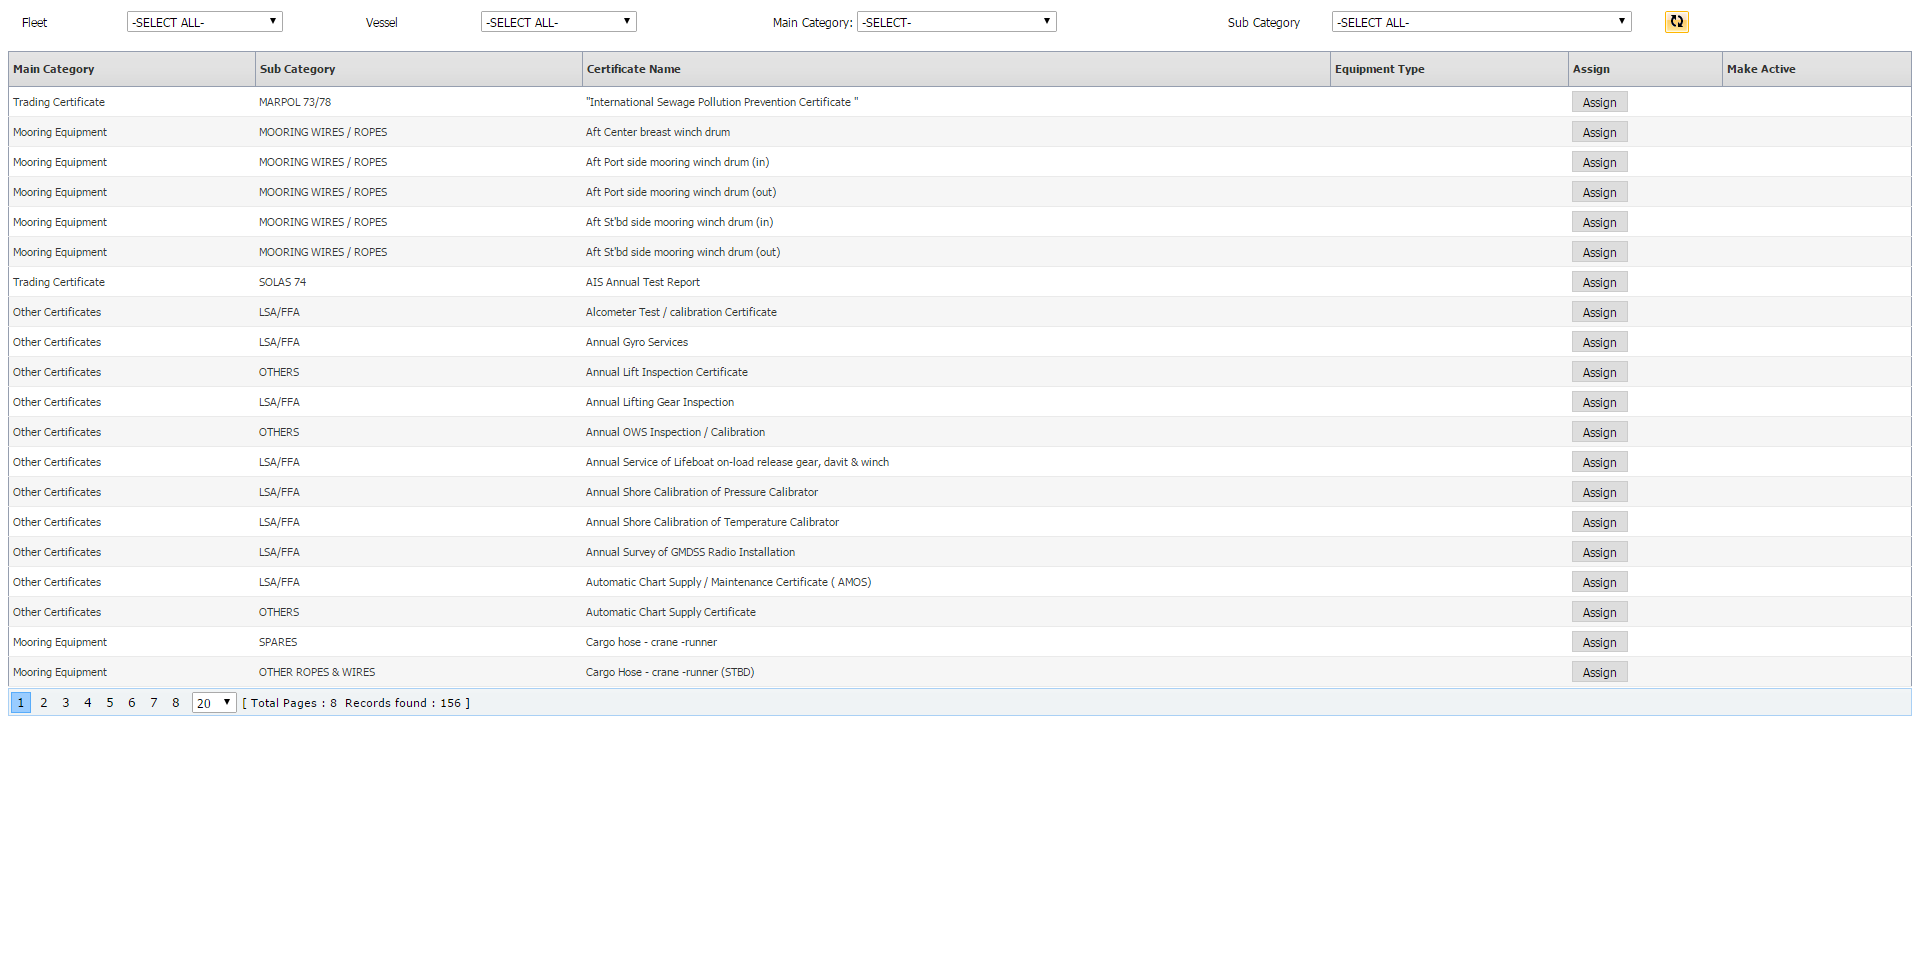 Fleet -SELECT ALL- Vessel -SELECT ALL- Main Category: -SELECT- Sub Category -SELECT ALL-
Main Category Sub Category Certificate Name Equipment Type Assign Make Active
Trading Certificate MARPOL 73/78 "International Sewage Pollution Prevention Certificate " Assign
Mooring Equipment MOORING WIRES / ROPES Aft Center breast winch drum Assign
Mooring Equipment MOORING WIRES / ROPES Aft Port side mooring winch drum (in) Assign
Mooring Equipment MOORING WIRES / ROPES Aft Port side mooring winch drum (out) Assign
Mooring Equipment MOORING WIRES / ROPES Aft St'bd side mooring winch drum (in) Assign
Mooring Equipment MOORING WIRES / ROPES Aft St'bd side mooring winch drum (out) Assign
Trading Certificate SOLAS 74 AIS Annual Test Report Assign
Other Certificates LSA/FFA Alcometer Test / calibration Certificate Assign
Other Certificates LSA/FFA Annual Gyro Services Assign
Other Certificates OTHERS Annual Lift Inspection Certificate Assign
Other Certificates LSA/FFA Annual Lifting Gear Inspection Assign
Other Certificates OTHERS Annual OWS Inspection / Calibration Assign
Other Certificates LSA/FFA Annual Service of Lifeboat on-load release gear, davit & winch Assign
Other Certificates LSA/FFA Annual Shore Calibration of Pressure Calibrator Assign
Other Certificates LSA/FFA Annual Shore Calibration of Temperature Calibrator Assign
Other Certificates LSA/FFA Annual Survey of GMDSS Radio Installation Assign
Other Certificates LSA/FFA Automatic Chart Supply / Maintenance Certificate ( AMOS) Assign
Other Certificates OTHERS Automatic Chart Supply Certificate Assign
Mooring Equipment SPARES Cargo hose - crane -runner Assign
Mooring Equipment OTHER ROPES & WIRES Cargo Hose - crane -runner (STBD) Assign
1 2 3 4 5 6 7 8 20 [ Total Pages : 8 Records found : 156 ]